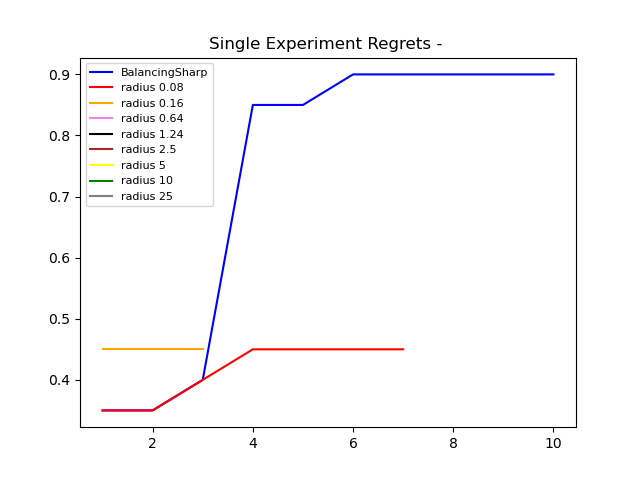 Single Experiment Regrets -
0.9
0.8
0.7
0.6
0.5
0.4
BalancingSharp
radius 0.08
radius 0.16
radius 0.64
radius 1.24
radius 2.5
radius 5
radius 10
radius 25
2 4 6 8 10